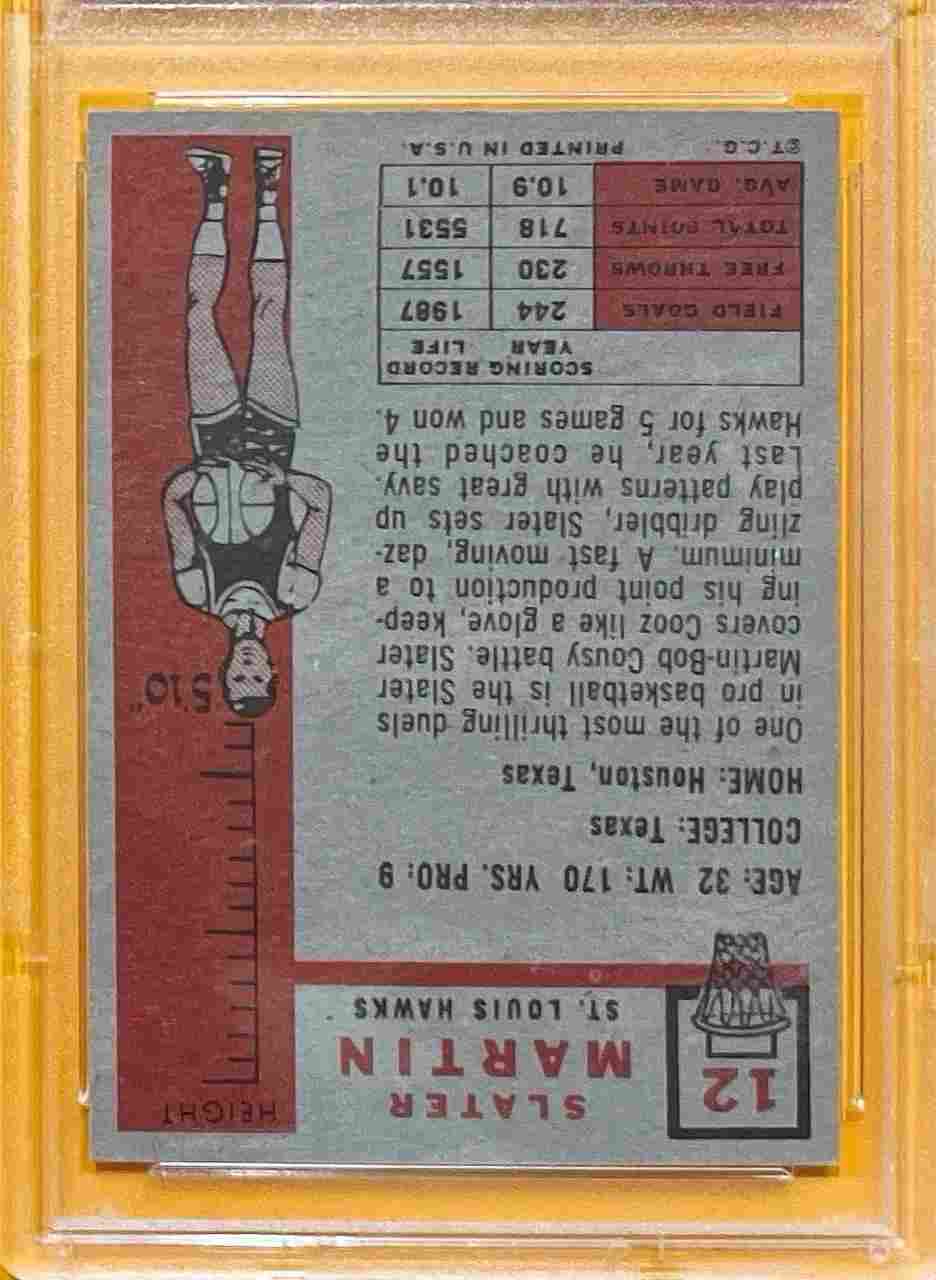 12
SLATER
MARTIN
ST. LOUIS HAWKS
HEIGHT
5'10"
AGE: 32 WT: 170 YRS. PRO: 9
COLLEGE: Texas
HOME: Houston, Texas
One of the most thrilling duels
in pro basketball is the Slater
Martin-Bob Cousy battle. Slater
covers Cooz like a glove, keep-
ing his point production to a
minimum. A fast moving, daz-
zling dribbler, Slater sets up
play patterns with great savy.
Last year, he coached the
Hawks for 5 games and won 4.
SCORING RECORD
YEAR LIFE
FIELD GOALS 244 1987
FREE THROWS 230 1557
TOTAL POINTS 718 5531
AVG. GAME 10.9 10.1
©T.C.G. PRINTED IN U.S.A.